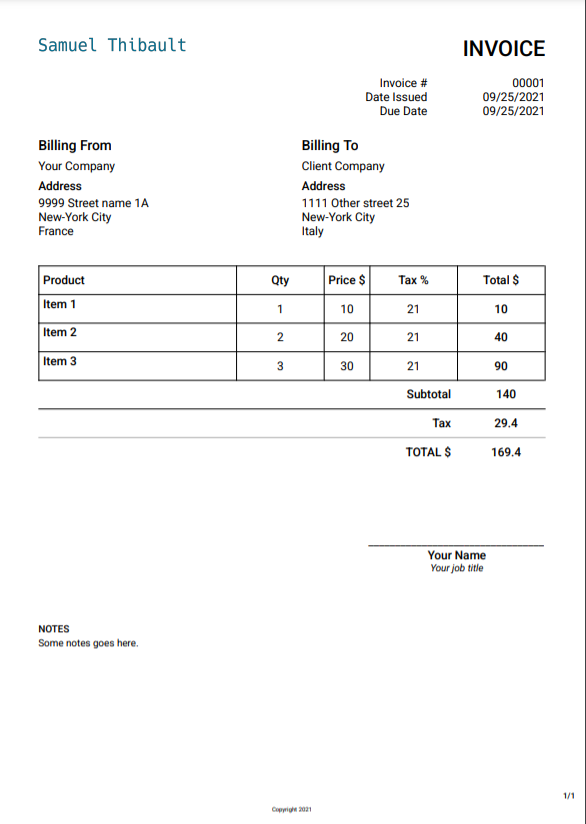 Samuel Thibault
INVOICE
Invoice # 00001
Date Issued 09/25/2021
Due Date 09/25/2021
Billing From
Your Company
Address
9999 Street name 1A
New-York City
France
Billing To
Client Company
Address
1111 Other street 25
New-York City
Italy
Product Qty Price $ Tax % Total $
Item 1 1 10 21 10
Item 2 2 20 21 40
Item 3 3 30 21 90
Subtotal 140
Tax 29.4
TOTAL $ 169.4
Your Name
Your job title
NOTES
Some notes goes here.
1/1
Copyright 2021